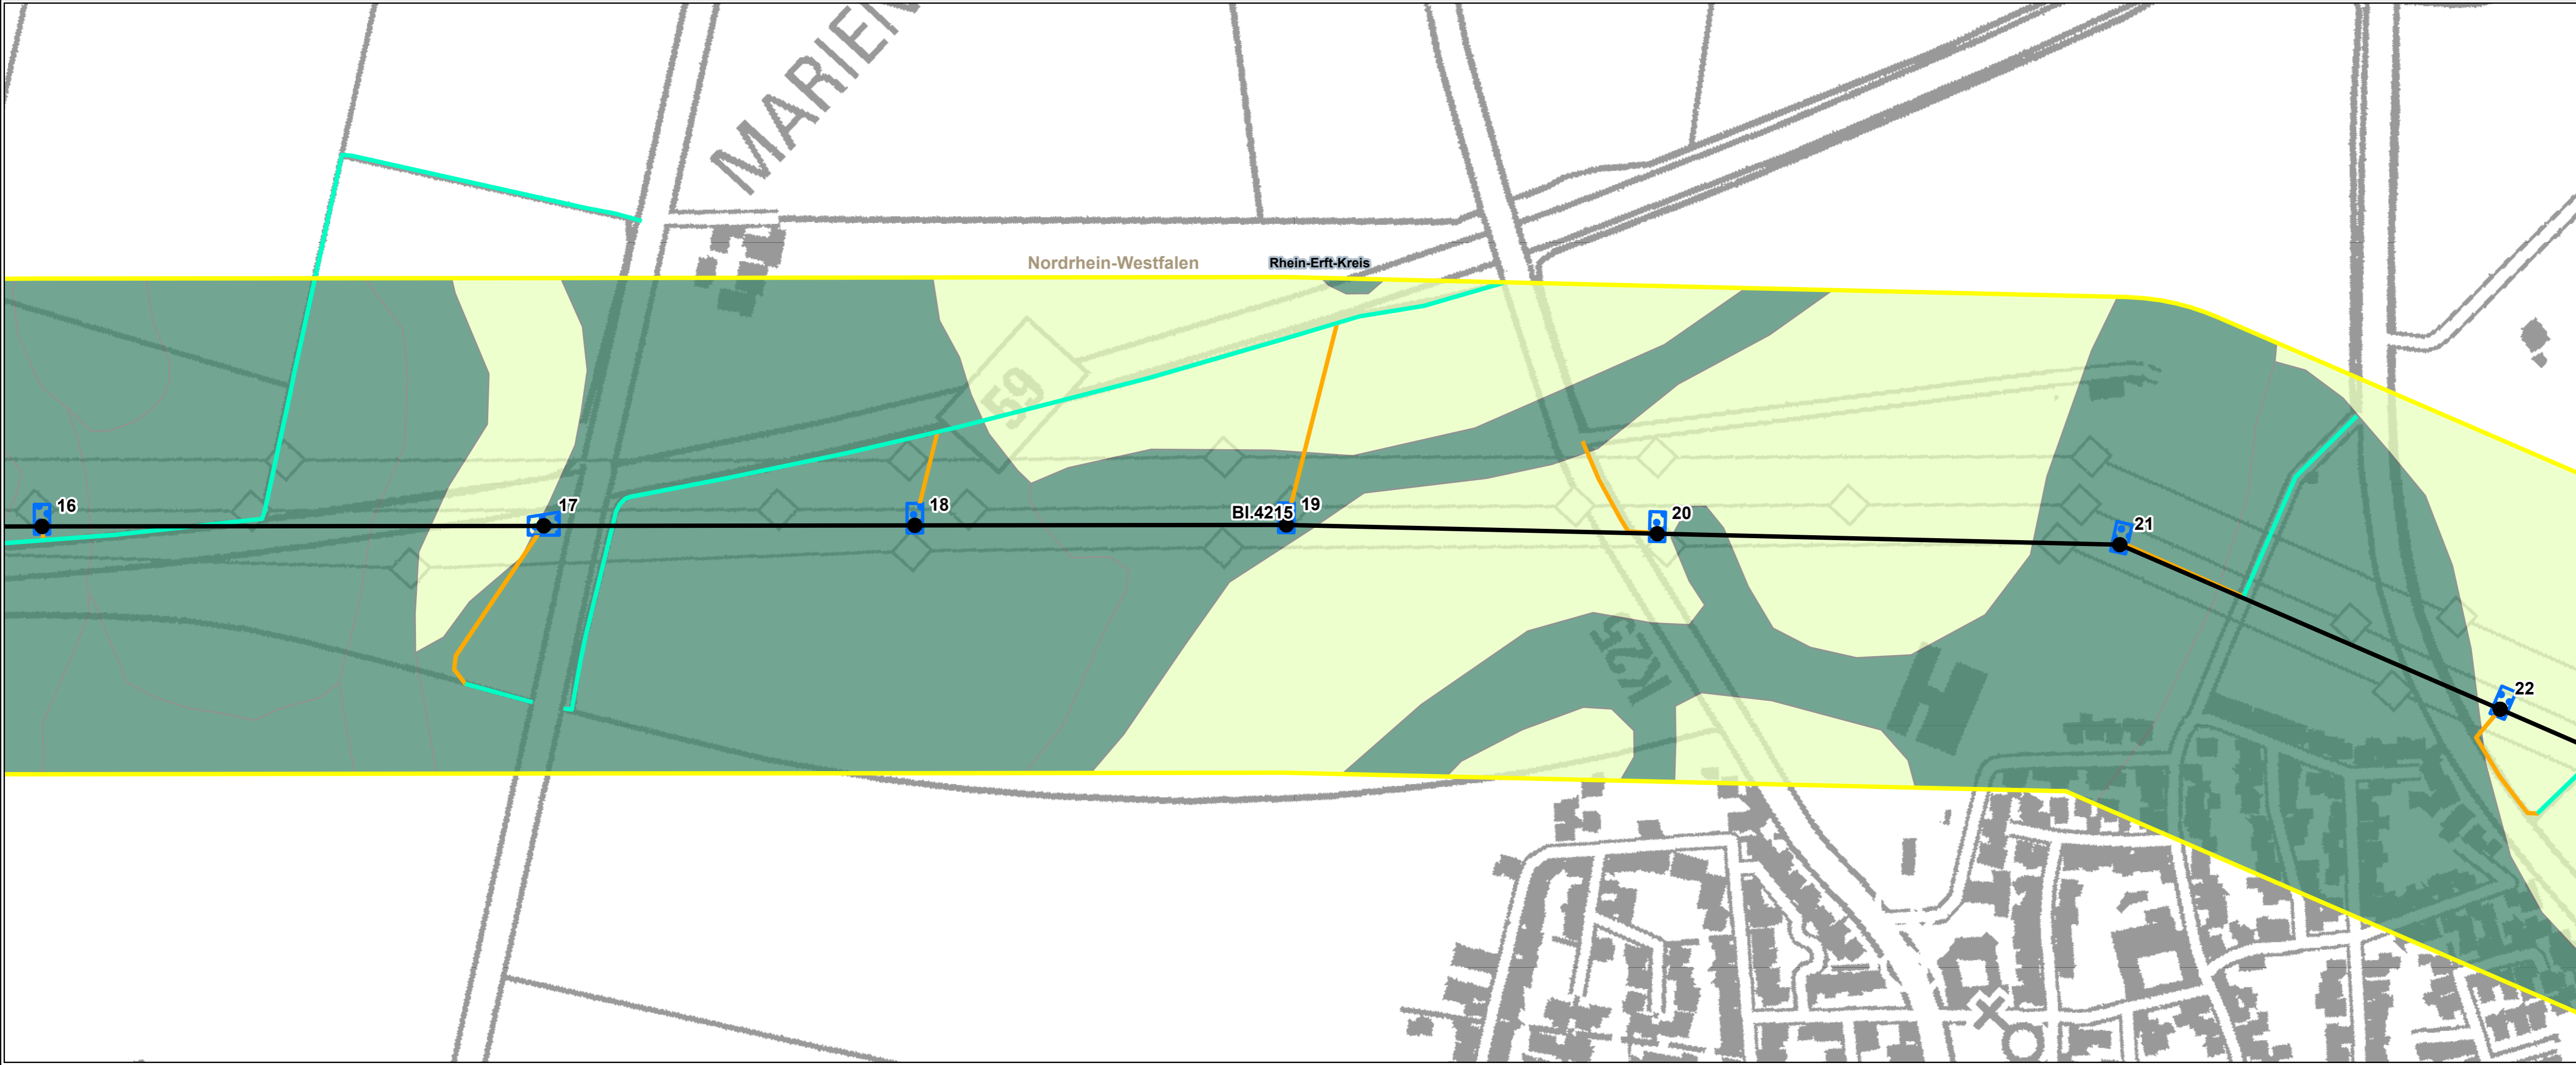 MARIEN
Nordrhein-Westfalen
Rhein-Erft-Kreis
59
16
17
18
Bl.4215
19
20
21
K25
H
22